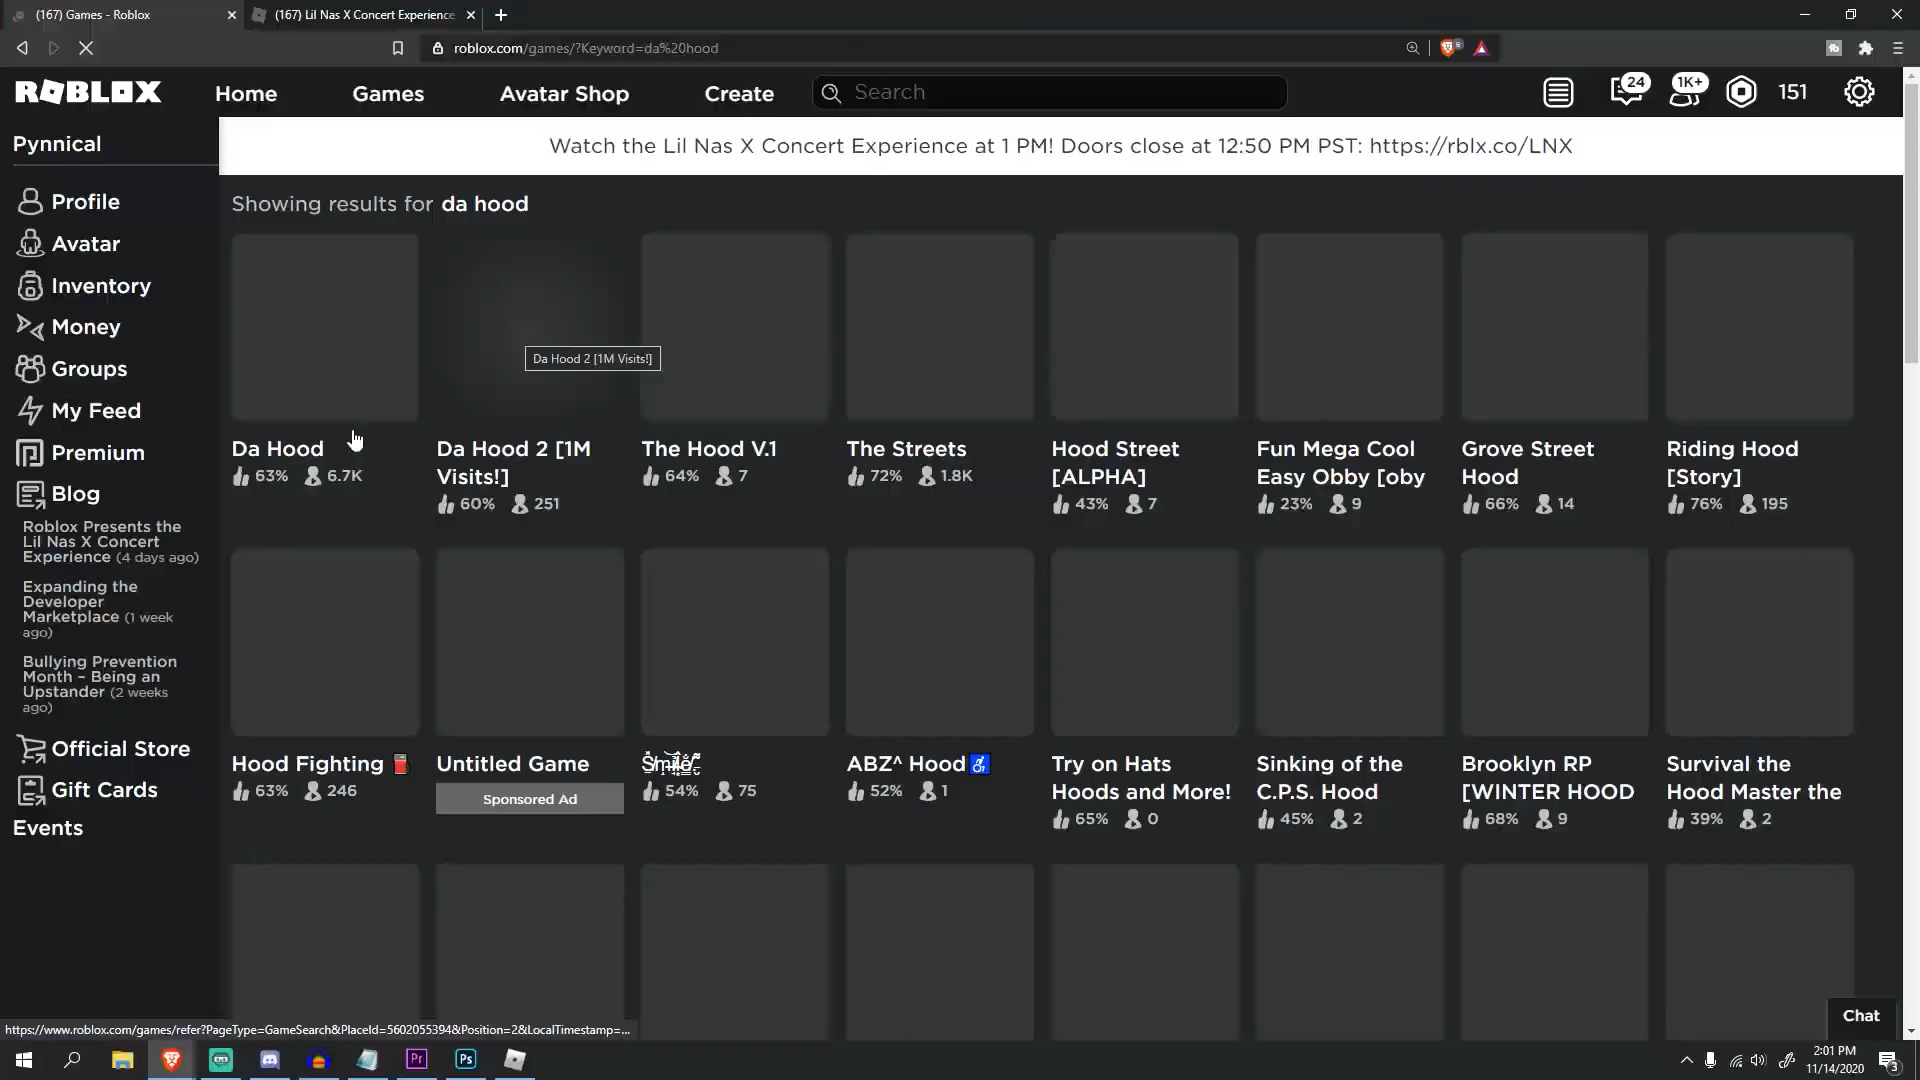 (167) Games - Roblox
(167) Lil Nas X Concert Experience
roblox.com/games/?Keyword=da%20hood
6
ROBLOX
Home
Games
Avatar Shop
Create
Search
24
1K+
151
Pynnical
Watch the Lil Nas X Concert Experience at 1 PM! Doors close at 12:50 PM PST: https://rblx.co/LNX
Profile
Avatar
Inventory
Money
Groups
My Feed
Premium
Blog
Roblox Presents the
Lil Nas X Concert
Experience (4 days ago)
Expanding the
Developer
Marketplace (1 week
ago)
Bullying Prevention
Month – Being an
Upstander (2 weeks
ago)
Official Store
Gift Cards
Events
Showing results for da hood
Da Hood 2 [1M Visits!]
Da Hood
63% 6.7K
Da Hood 2 [1M
Visits!]
60% 251
The Hood V.1
64% 7
The Streets
72% 1.8K
Hood Street
[ALPHA]
43% 7
Fun Mega Cool
Easy Obby [oby
23% 9
Grove Street
Hood
66% 14
Riding Hood
[Story]
76% 195
Hood Fighting
63% 246
Untitled Game
Sponsored Ad
54% 75
ABZ^ Hood♿
52% 1
Try on Hats
Hoods and More!
65% 0
Sinking of the
C.P.S. Hood
45% 2
Brooklyn RP
[WINTER HOOD
68% 9
Survival the
Hood Master the
39% 2
Chat
https://www.roblox.com/games/refer?PageType=GameSearch&PlaceId=5602055394&Position=2&LocalTimestamp=...
Pr
Ps
2:01 PM
11/14/2020
3